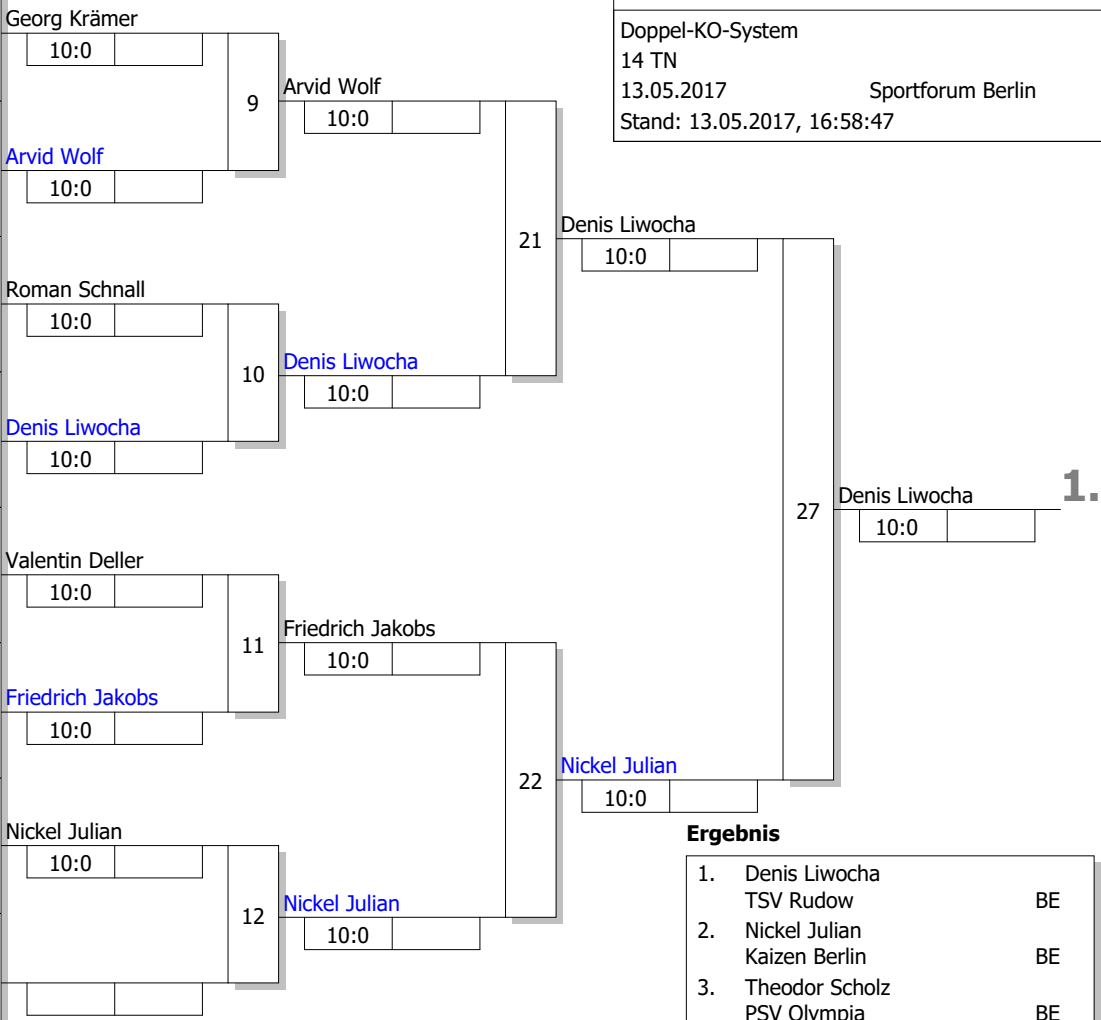 Georg Krämer
10:0
9
Arvid Wolf
10:0
Arvid Wolf
10:0
Doppel-KO-System
14 TN
13.05.2017 Sportforum Berlin
Stand: 13.05.2017, 16:58:47
21
Denis Liwocha
10:0
Roman Schnall
10:0
10
Denis Liwocha
10:0
Denis Liwocha
10:0
27
Denis Liwocha
1.
10:0
Valentin Deller
10:0
11
Friedrich Jakobs
10:0
Friedrich Jakobs
10:0
22
Nickel Julian
10:0
Nickel Julian
10:0
12
Nickel Julian
10:0
Ergebnis
1. Denis Liwocha
TSV Rudow BE
2. Nickel Julian
Kaizen Berlin BE
3. Theodor Scholz
PSV Olympia BE